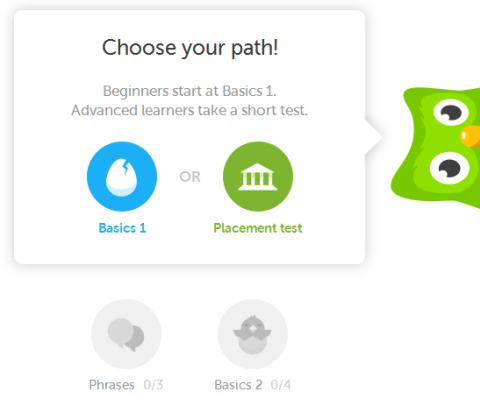 Choose your path!
Beginners start at Basics 1.
Advanced learners take a short test.
OR
Basics 1
Placement test
Phrases 0/3
Basics 2 0/4